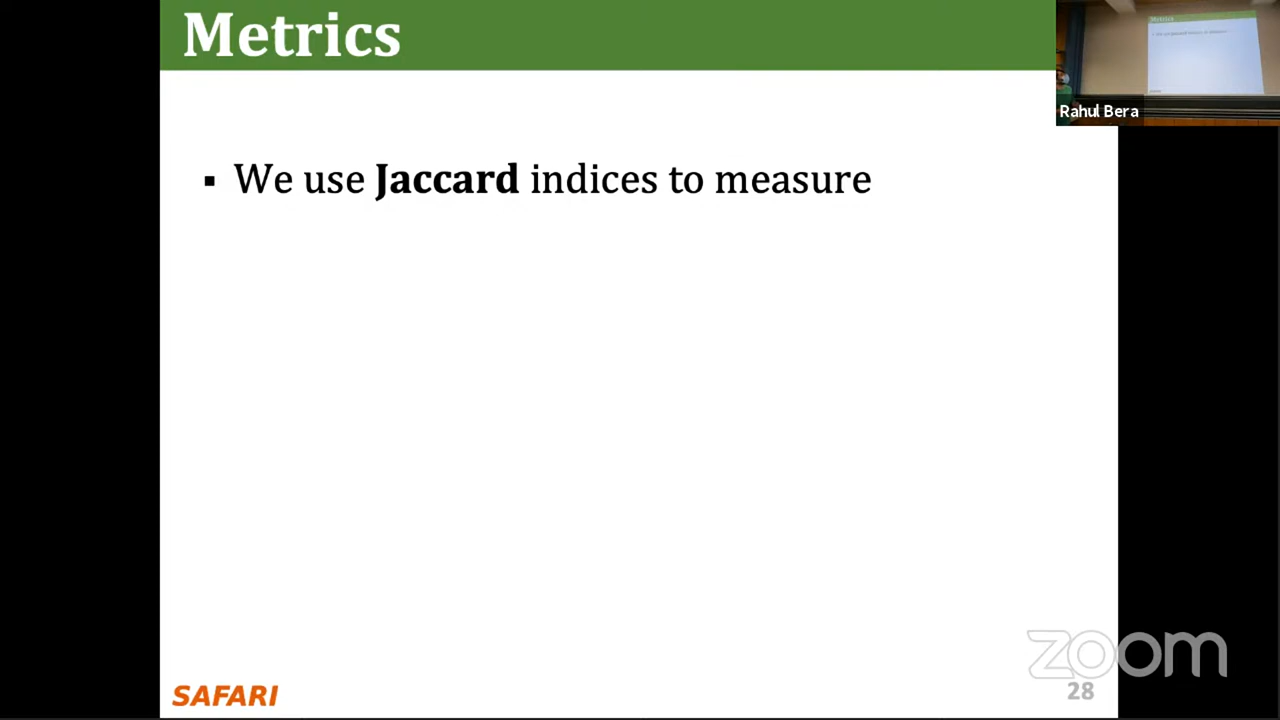 Metrics
Rahul Bera
▪ We use Jaccard indices to measure
zoom
SAFARI
28